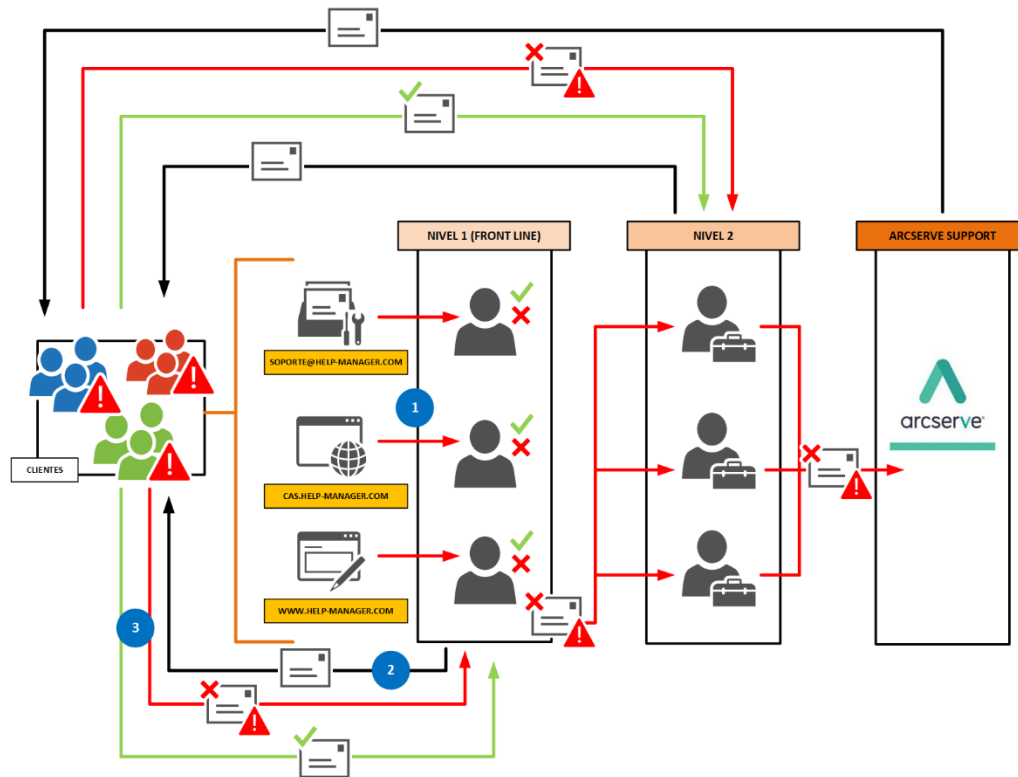 NIVEL 1 (FRONT LINE)
NIVEL 2
ARCSERVE SUPPORT
SOPORTE@HELP-MANAGER.COM
1
arcserve®
CLIENTES
CAS.HELP-MANAGER.COM
WWW.HELP-MANAGER.COM
3
2